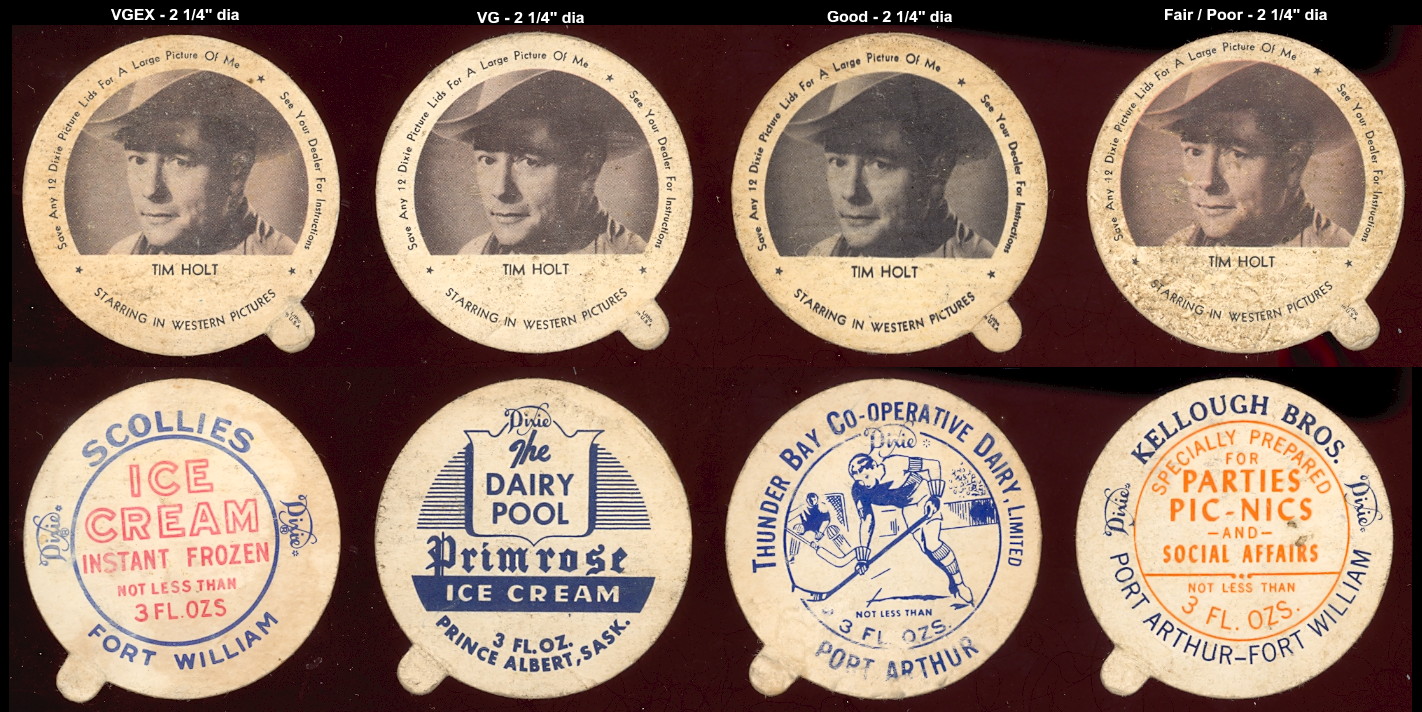 VGEX - 2 1/4" dia
VG - 2 1/4" dia
Good - 2 1/4" dia
Fair / Poor - 2 1/4" dia
Save Any 12 Dixie Picture Lids For A Large Picture Of Me ★ See Your Dealer For Instructions
★ TIM HOLT ★
STARRING IN WESTERN PICTURES
Save Any 12 Dixie Picture Lids For A Large Picture Of Me ★ See Your Dealer For Instructions
★ TIM HOLT ★
STARRING IN WESTERN PICTURES
Save Any 12 Dixie Picture Lids For A Large Picture Of Me ★ See Your Dealer For Instructions
★ TIM HOLT ★
STARRING IN WESTERN PICTURES
Save Any 12 Dixie Picture Lids For A Large Picture Of Me ★ See Your Dealer For Instructions
★ TIM HOLT ★
STARRING IN WESTERN PICTURES
SCOLLIES
Dixie
Dixie
ICE
CREAM
INSTANT FROZEN
NOT LESS THAN
3 FL. OZS
FORT WILLIAM
Dixie
The
DAIRY
POOL
Primrose
ICE CREAM
3 FL. OZ.
PRINCE ALBERT, SASK.
THUNDER BAY CO-OPERATIVE DAIRY, LIMITED
Dixie
NOT LESS THAN
3 FL. OZS.
PORT ARTHUR
KELLOUGH BROS.
Dixie
Dixie
SPECIALLY PREPARED
FOR
PARTIES
PIC-NICS
-AND-
SOCIAL AFFAIRS
NOT LESS THAN
3 FL. OZS.
PORT ARTHUR-FORT WILLIAM